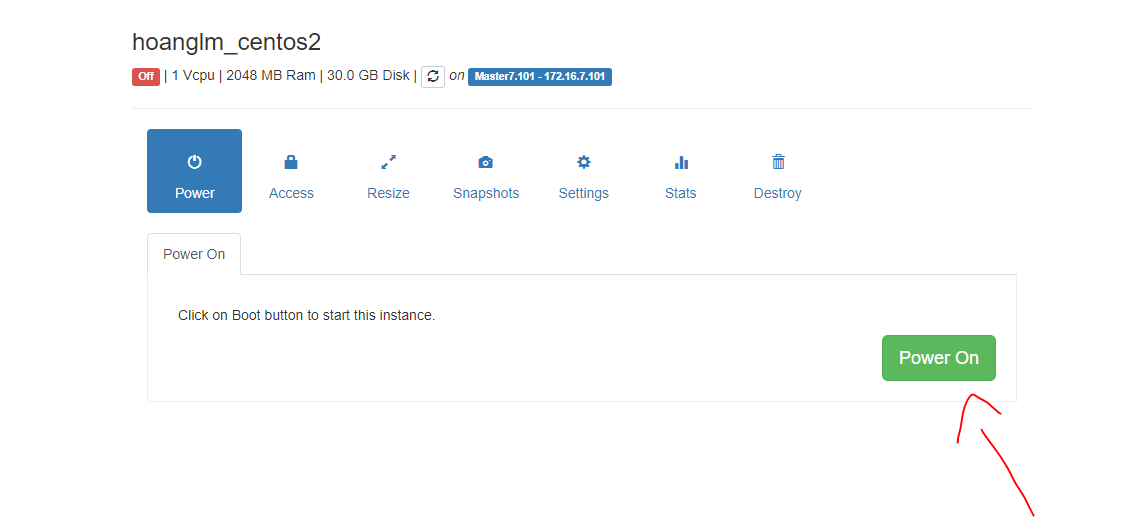 hoanglm_centos2
Off | 1 Vcpu | 2048 MB Ram | 30.0 GB Disk | on Master7.101 - 172.16.7.101
Power Access Resize Snapshots Settings Stats Destroy
Power On
Click on Boot button to start this instance.
Power On